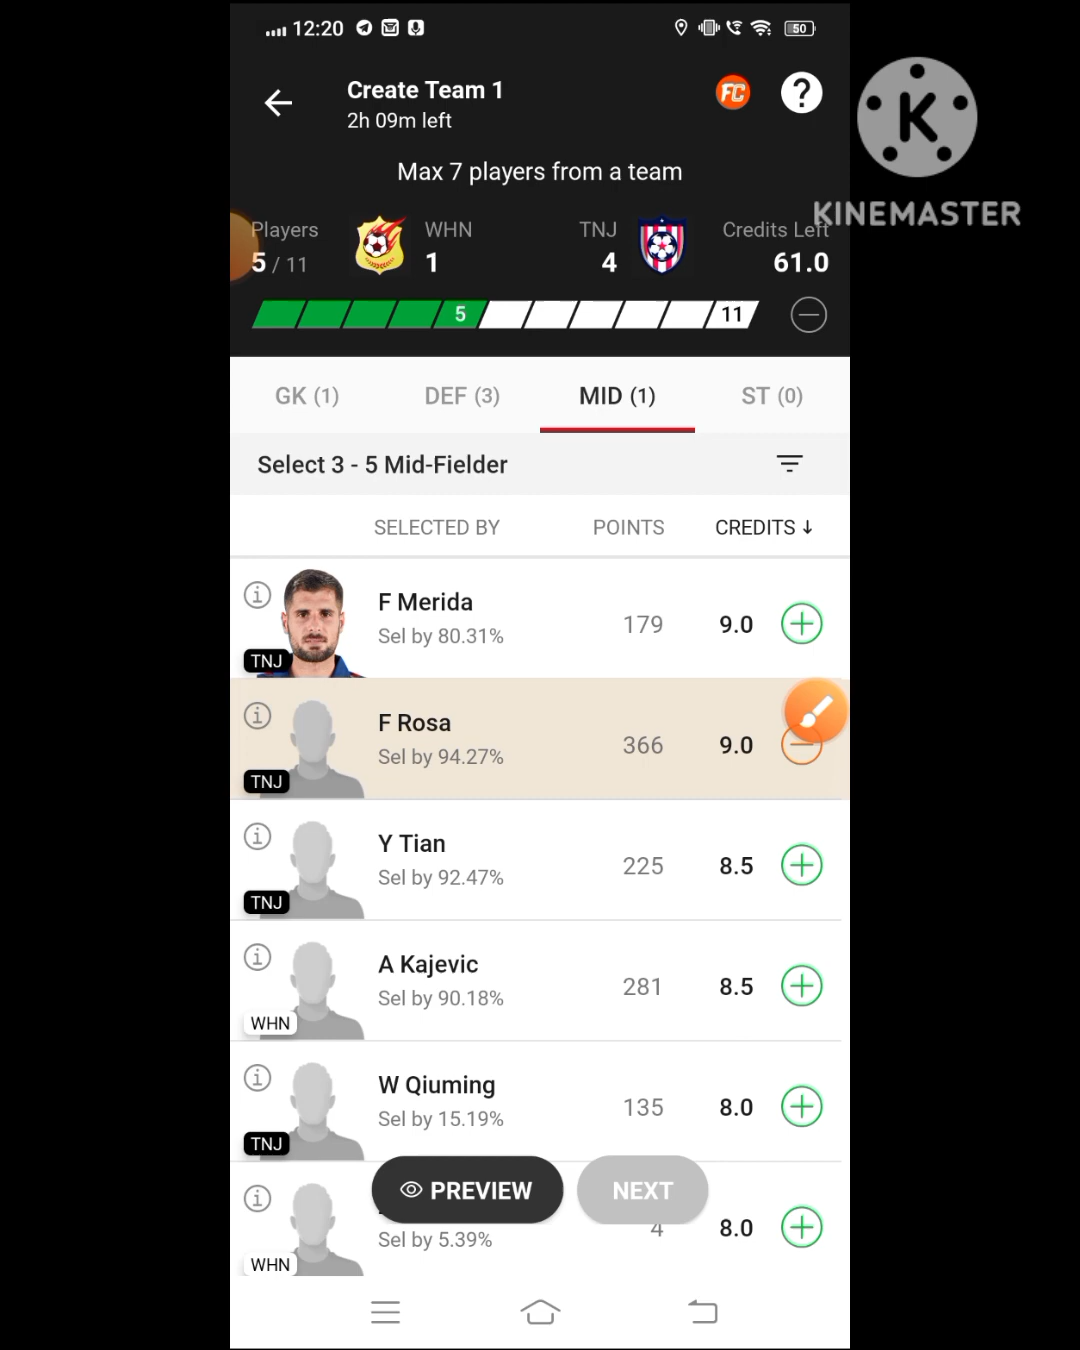 12:20
50
Create Team 1
2h 09m left
FC
?
K
KINEMASTER
Max 7 players from a team
Players
5 / 11
WHN
1
TNJ
4
Credits Left
61.0
5
11
GK (1)
DEF (3)
MID (1)
ST (0)
Select 3 - 5 Mid-Fielder
SELECTED BY
POINTS
CREDITS ↓
F Merida
Sel by 80.31%
179
9.0
TNJ
F Rosa
Sel by 94.27%
366
9.0
TNJ
Y Tian
Sel by 92.47%
225
8.5
TNJ
A Kajevic
Sel by 90.18%
281
8.5
WHN
W Qiuming
Sel by 15.19%
135
8.0
TNJ
PREVIEW
NEXT
Sel by 5.39%
4
8.0
WHN